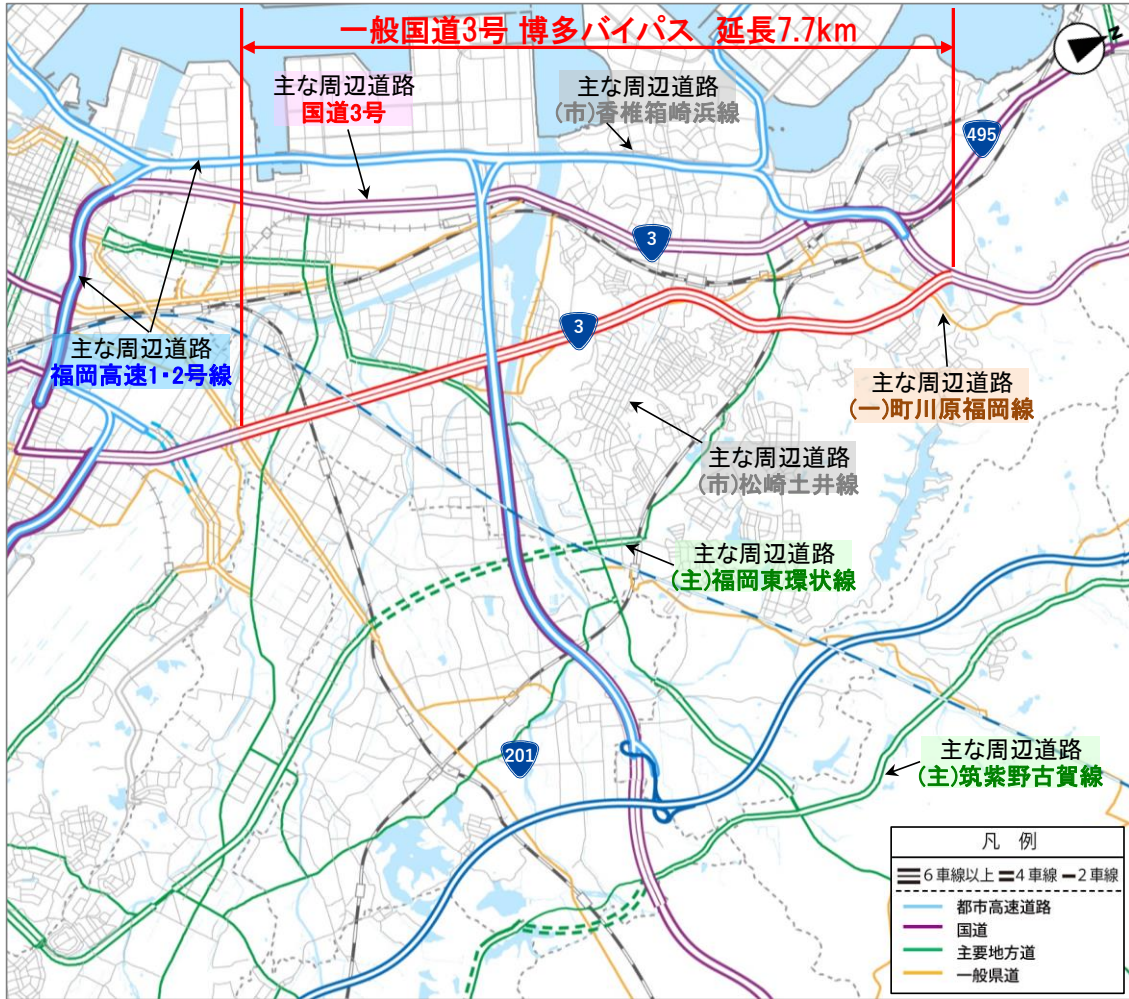 一般国道3号 博多バイパス 延長7.7km
N
主な周辺道路
国道3号
主な周辺道路
(市)香椎箱崎浜線
495
3
3
主な周辺道路
福岡高速1・2号線
主な周辺道路
(一)町川原福岡線
主な周辺道路
(市)松崎土井線
主な周辺道路
(主)福岡東環状線
201
主な周辺道路
(主)筑紫野古賀線
凡 例
6車線以上 4車線 2車線
都市高速道路
国道
主要地方道
一般県道